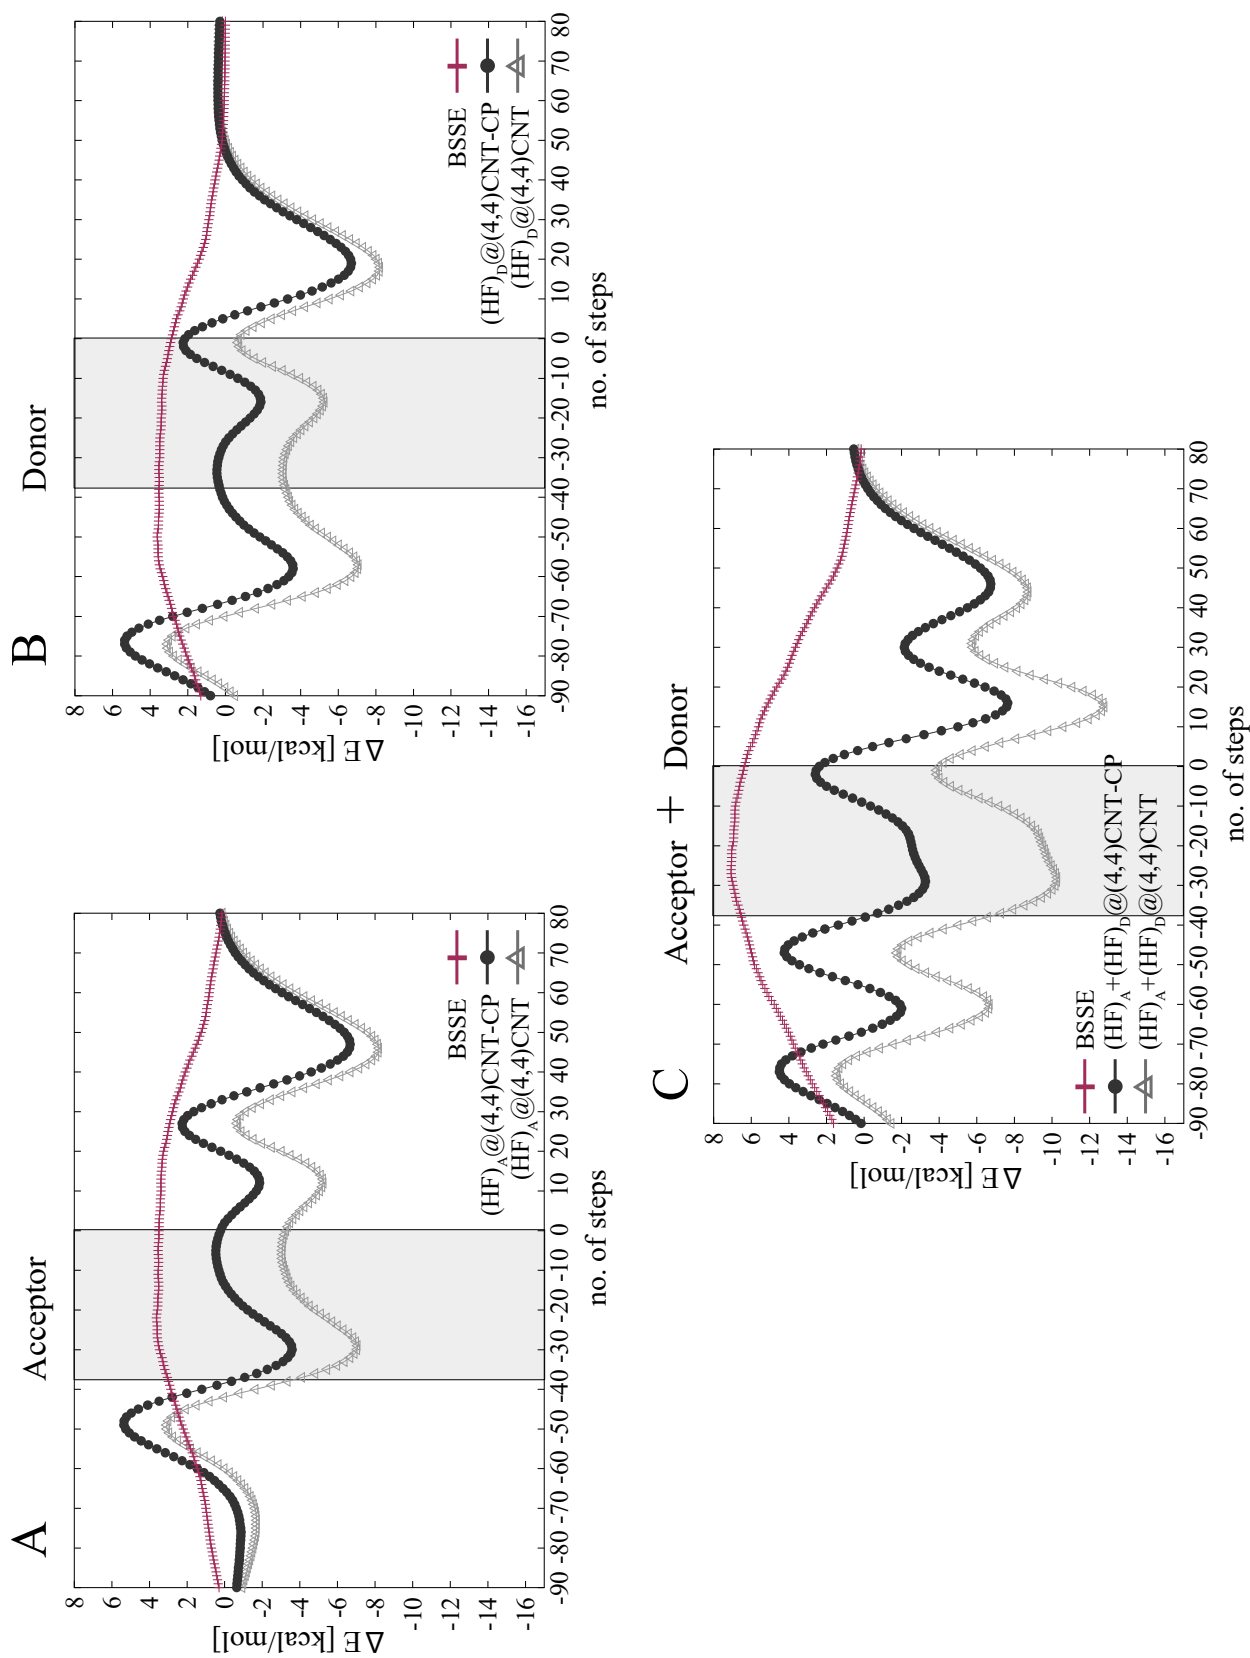 A
Acceptor
8
6
4
2
0
-2
-4
-6
-8
-10
-12
-14
-16
ΔE [kcal/mol]
-90 -80 -70 -60 -50 -40 -30 -20 -10 0 10 20 30 40 50 60 70 80
no. of steps
BSSE
(HF)A@(4,4)CNT-CP
(HF)A@(4,4)CNT
B
Donor
8
6
4
2
0
-2
-4
-6
-8
-10
-12
-14
-16
ΔE [kcal/mol]
-90 -80 -70 -60 -50 -40 -30 -20 -10 0 10 20 30 40 50 60 70 80
no. of steps
BSSE
(HF)D@(4,4)CNT-CP
(HF)D@(4,4)CNT
C
Acceptor + Donor
8
6
4
2
0
-2
-4
-6
-8
-10
-12
-14
-16
ΔE [kcal/mol]
-90 -80 -70 -60 -50 -40 -30 -20 -10 0 10 20 30 40 50 60 70 80
no. of steps
BSSE
(HF)A+(HF)D@(4,4)CNT-CP
(HF)A+(HF)D@(4,4)CNT